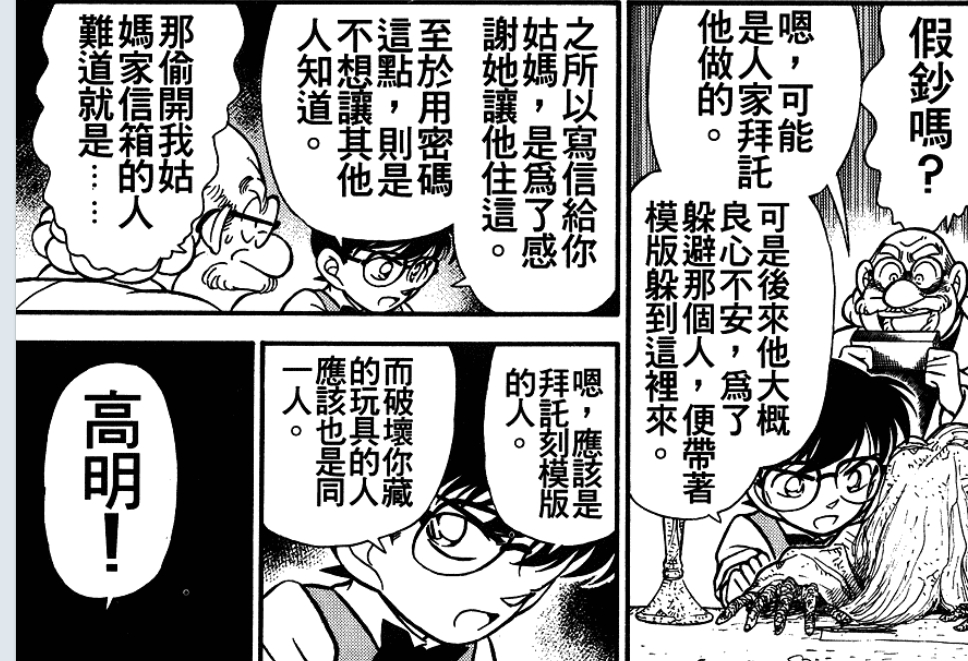 假鈔嗎？
嗯，可能
是人家拜託
他做的。
可是後來他大概
良心不安，為了
躲避那個人，便帶著
模版躲到這裡來。
之所以寫信給你
姑媽，是為了感
謝她讓他住這。
至於用密碼
這點，則是
不想讓其他
人知道。
那偷開我姑
媽家信箱的人
難道就是……
嗯，應該是
拜託刻模版
的人。
而破壞你藏
的玩具的人
應該也是同
一人。
高明！